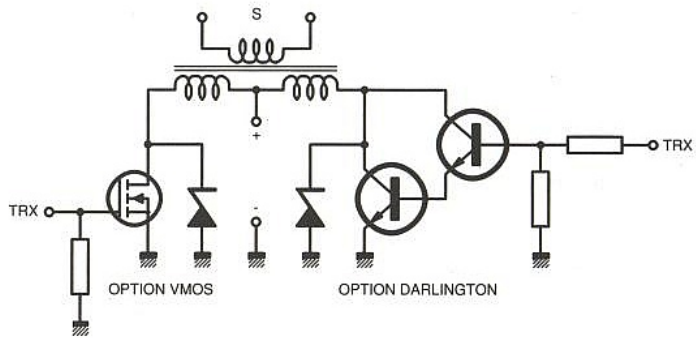 S
+
TRX
-
TRX
OPTION VMOS
OPTION DARLINGTON